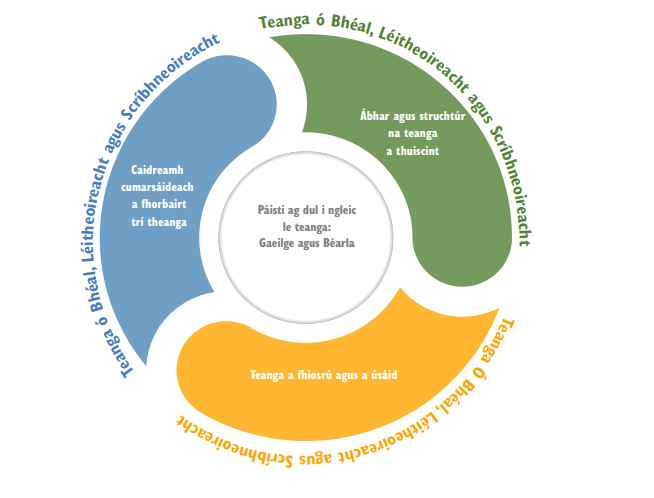 Teanga ó Bhéal, Léitheoireacht agus Scríbhneoireacht
Teanga ó Bhéal, Léitheoireacht agus Scríbhneoireacht
Ábhar agus struchtúr
na teanga
a thuiscint
Caidreamh
cumarsáideach
a fhorbairt
trí theanga
Páistí ag dul i ngleic
le teanga:
Gaeilge agus Béarla
Teanga a fhiosrú agus a úsáid
Teanga Ó Bhéal, Léitheoireacht agus Scríbhneoireacht